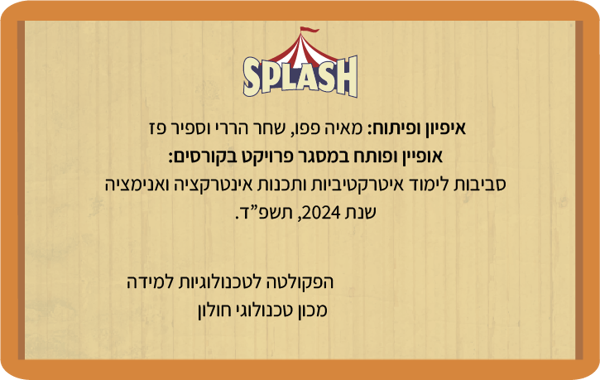 SPLASH
איפיון ופיתוח: מאיה פפו, שחר הררי וספיר פז
אופיין ופותח במסגר פרויקט בקורסים:
סביבות לימוד איטרקטיביות ותכנות אינטרקציה ואנימציה
שנת 2024, תשפ"ד.
הפקולטה לטכנולוגיות למידה
מכון טכנולוגי חולון